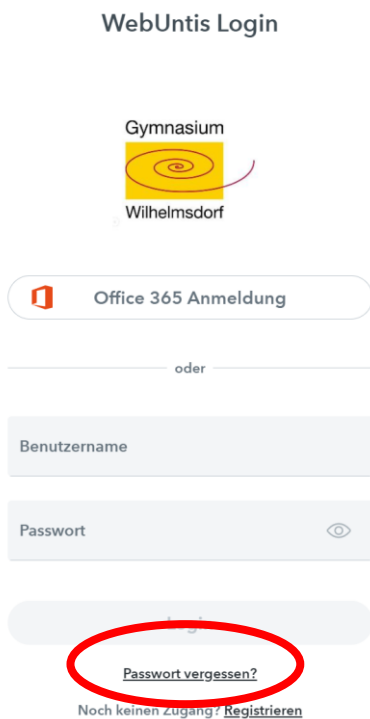 WebUntis Login
Gymnasium
Wilhelmsdorf
Office 365 Anmeldung
oder
Benutzername
Passwort
Passwort vergessen?
Noch keinen Zugang? Registrieren